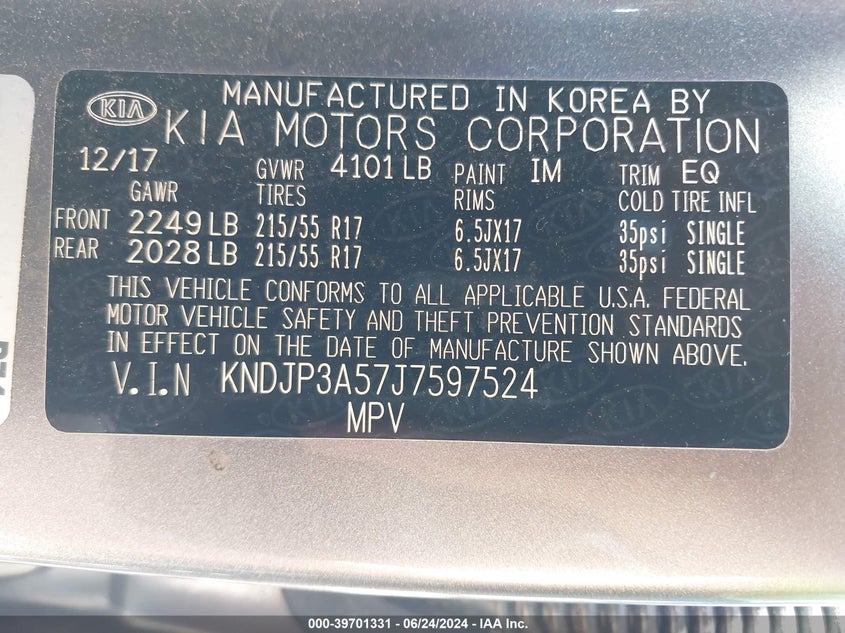 KIA
MANUFACTURED IN KOREA BY
KIA MOTORS CORPORATION
12/17 GVWR 4101 LB PAINT IM TRIM EQ
GAWR TIRES RIMS COLD TIRE INFL
FRONT 2249 LB 215/55 R17 6.5JX17 35psi SINGLE
REAR 2028 LB 215/55 R17 6.5JX17 35psi SINGLE
THIS VEHICLE CONFORMS TO ALL APPLICABLE U.S.A. FEDERAL
MOTOR VEHICLE SAFETY AND THEFT PREVENTION STANDARDS
IN EFFECT ON THE DATE OF MANUFACTURE SHOWN ABOVE.
V.I.N KNDJP3A57J7597524
MPV
000-39701331 - 06/24/2024 - IAA Inc.